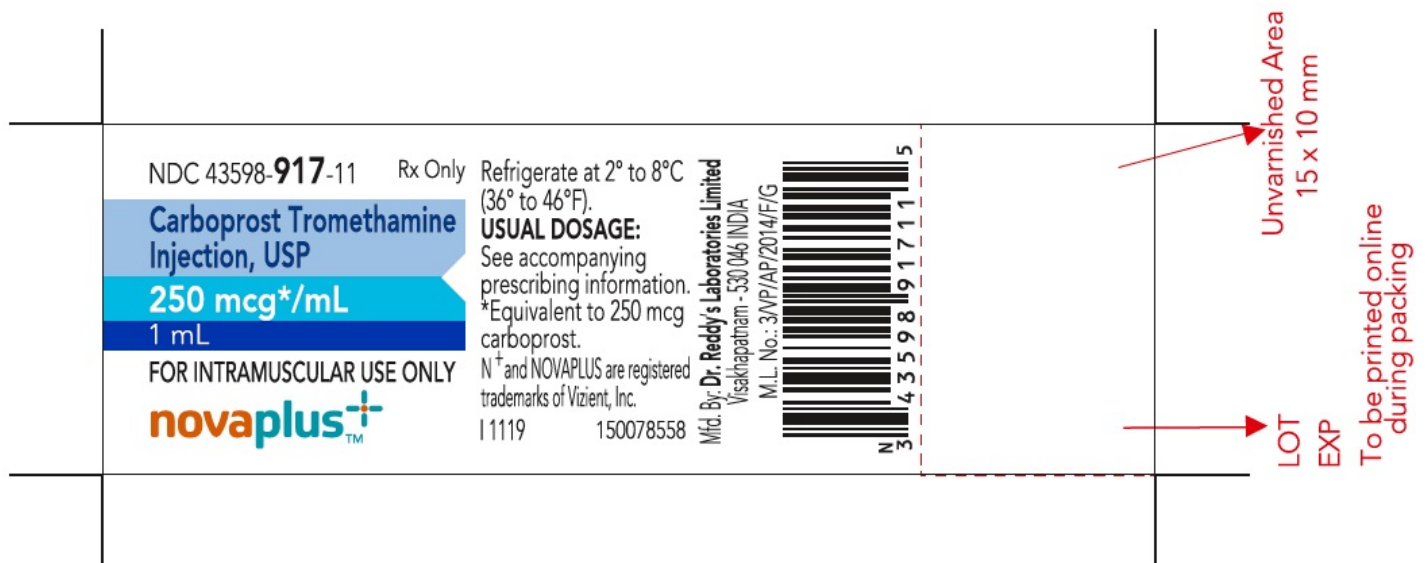 NDC 43598-917-11 Rx Only
Carboprost Tromethamine
Injection, USP
250 mcg*/mL
1 mL
FOR INTRAMUSCULAR USE ONLY
novaplus+™
Refrigerate at 2° to 8°C
(36° to 46°F).
USUAL DOSAGE:
See accompanying
prescribing information.
*Equivalent to 250 mcg
carboprost.
N+ and NOVAPLUS are registered
trademarks of Vizient, Inc.
I 1119 150078558
Mfd. By: Dr. Reddy's Laboratories Limited
Visakhapatnam - 530 046 INDIA
M.L. No.: 3/VP/AP/2014/F/G
N
3 43598 91711 5
Unvarnished Area
15 x 10 mm
LOT
EXP
To be printed online
during packing